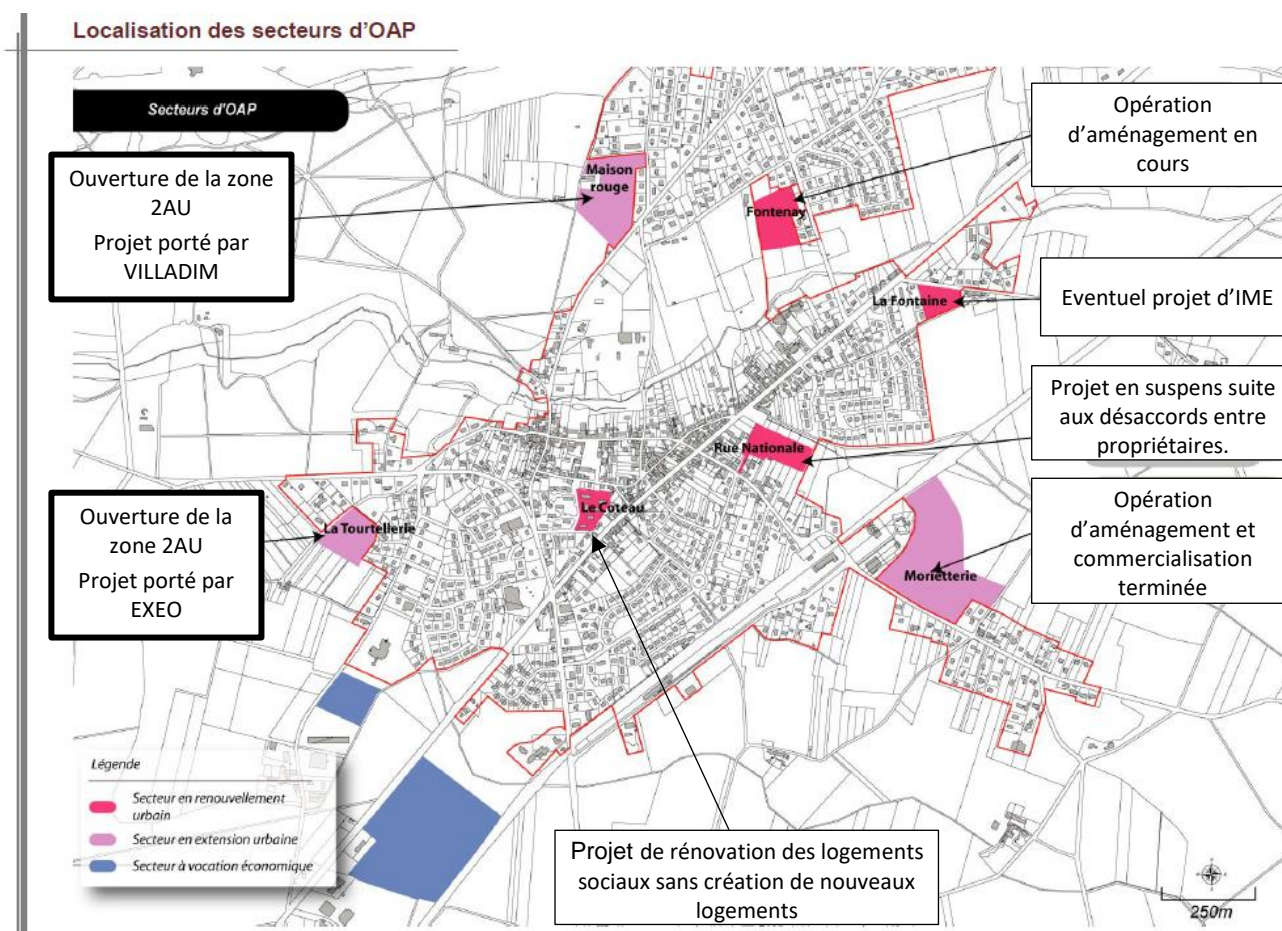 Localisation des secteurs d'OAP
Secteurs d'OAP
Ouverture de la zone
2AU
Projet porté par
VILLADIM
Maison
rouge
Fontenay
Opération
d'aménagement en
cours
La Fontaine
Eventuel projet d'IME
Rue Nationale
Projet en suspens suite
aux désaccords entre
propriétaires.
Le Coteau
La Tourtellerie
Ouverture de la
zone 2AU
Projet porté par
EXEO
Morietterie
Opération
d'aménagement et
commercialisation
terminée
Légende
Secteur en renouvellement
urbain
Secteur en extension urbaine
Secteur à vocation économique
Projet de rénovation des logements
sociaux sans création de nouveaux
logements
250m